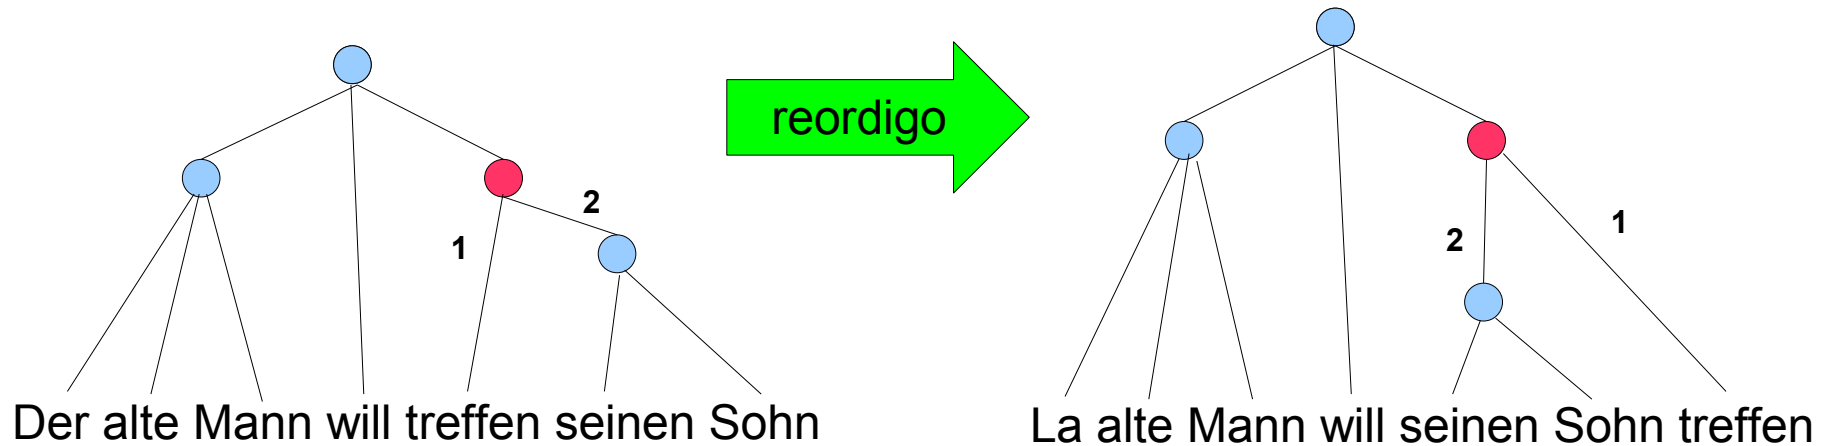 reordigo
2
1
2
1
Der alte Mann will treffen seinen Sohn
La alte Mann will seinen Sohn treffen